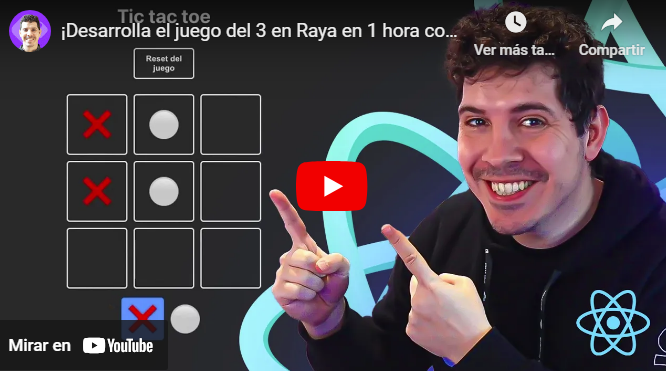 Tic tac toe
¡Desarrolla el juego del 3 en Raya en 1 hora co...
Ver más ta...
Compartir
Reset del
juego
Mirar en YouTube